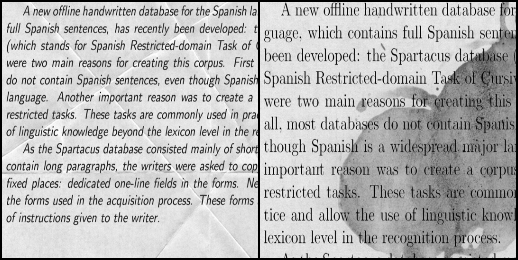 A new offline handwritten database for the Spanish la
full Spanish sentences, has recently been developed: t
(which stands for Spanish Restricted-domain Task of C
were two main reasons for creating this corpus. First
do not contain Spanish sentences, even though Spanish
language. Another important reason was to create a
restricted tasks. These tasks are commonly used in prac
of linguistic knowledge beyond the lexicon level in the re
As the Spartacus database consisted mainly of short
contain long paragraphs, the writers were asked to cop
fixed places: dedicated one-line fields in the forms. Ne
the forms used in the acquisition process. These forms
of instructions given to the writer.
A new offline handwritten database for
guage, which contains full Spanish senten
been developed: the Spartacus database (
Spanish Restricted-domain Task of Cursiv
were two main reasons for creating this
all, most databases do not contain Spanis
though Spanish is a widespread major lan
important reason was to create a corpus
restricted tasks. These tasks are common
tice and allow the use of linguistic knowl
lexicon level in the recognition process.